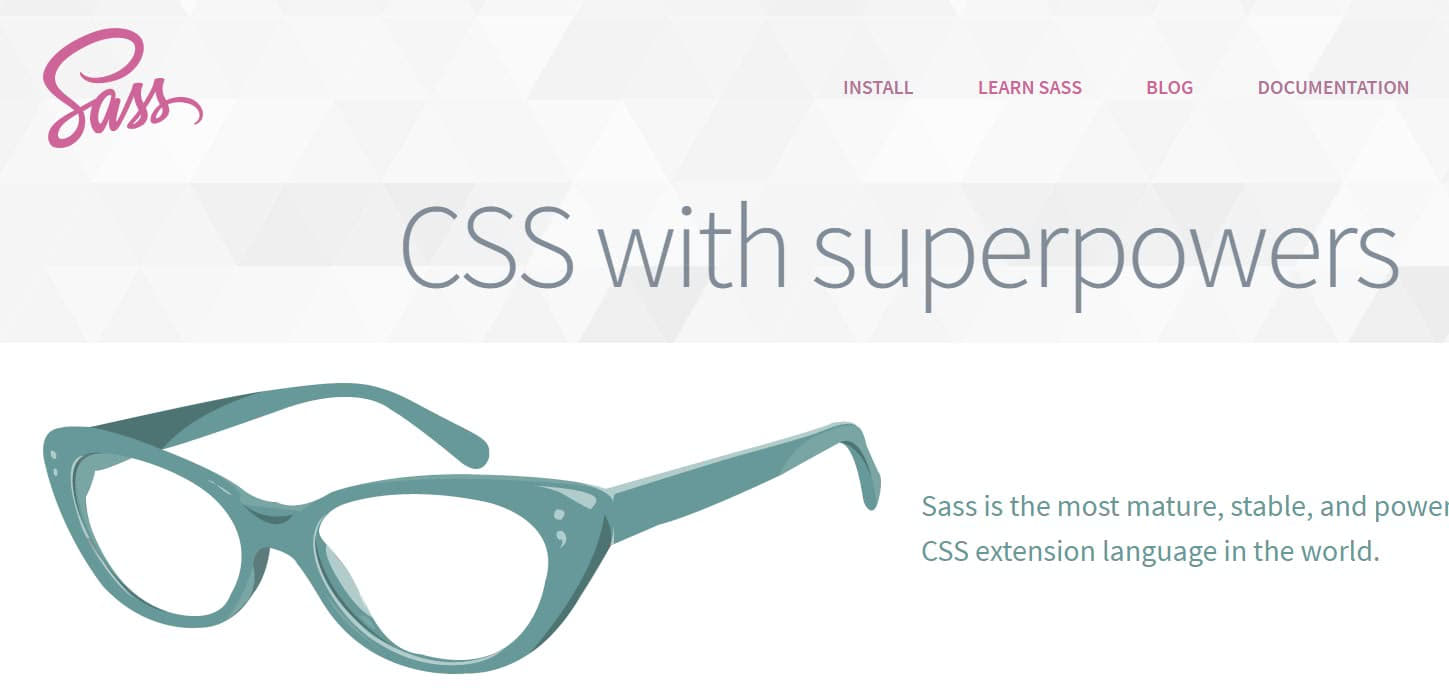 Sass
INSTALL LEARN SASS BLOG DOCUMENTATION
CSS with superpowers
Sass is the most mature, stable, and power
CSS extension language in the world.